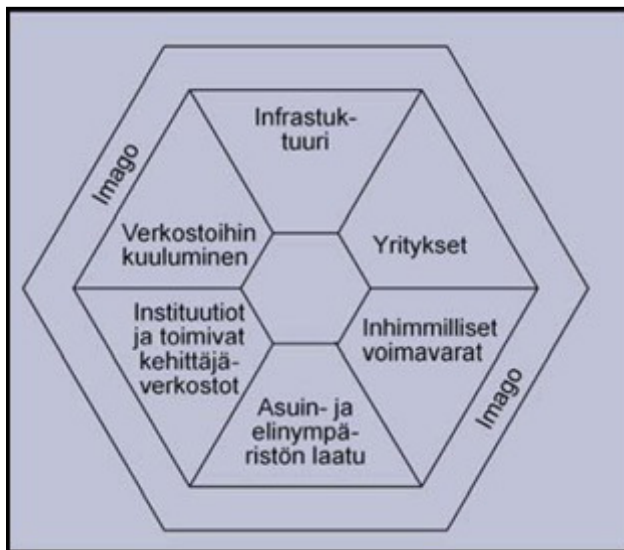 Imago
Infrastuk-
tuuri
Verkostoihin
kuuluminen
Yritykset
Instituutiot
ja toimivat
kehittäjä-
verkostot
Inhimmilliset
voimavarat
Asuin- ja
elinympä-
ristön laatu
Imago